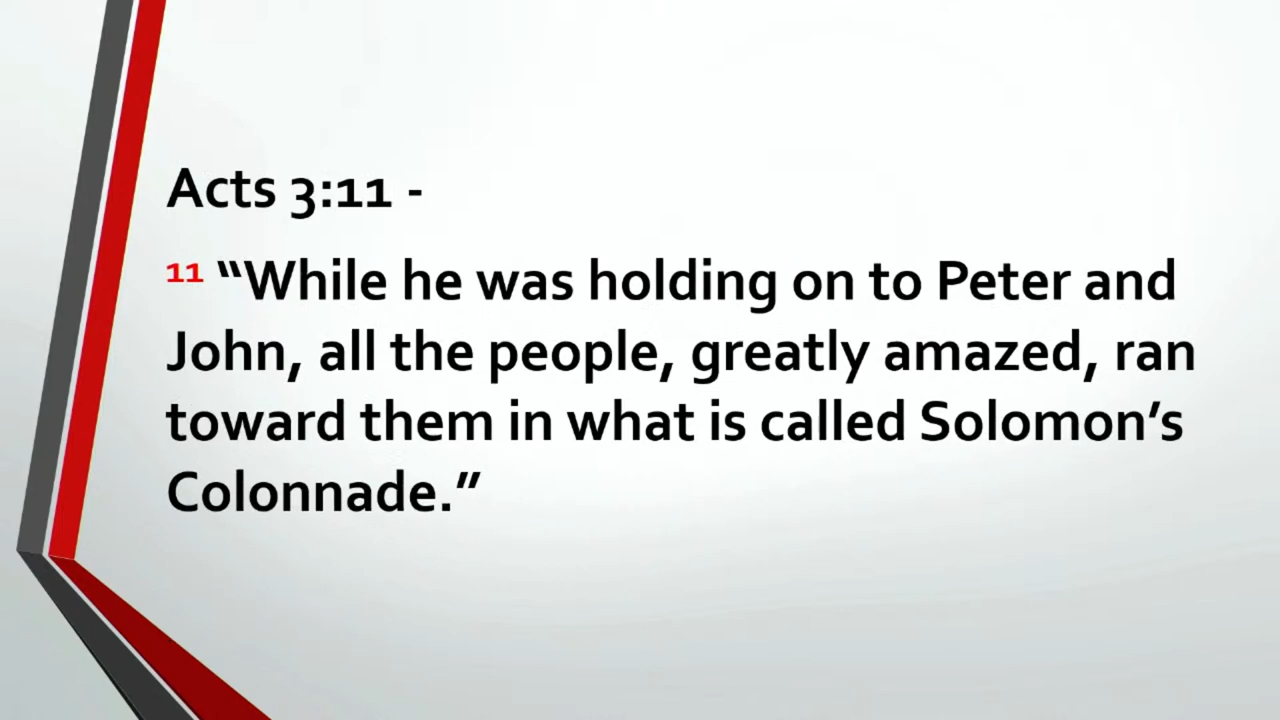 Acts 3:11 -
11 “While he was holding on to Peter and
John, all the people, greatly amazed, ran
toward them in what is called Solomon’s
Colonnade.”